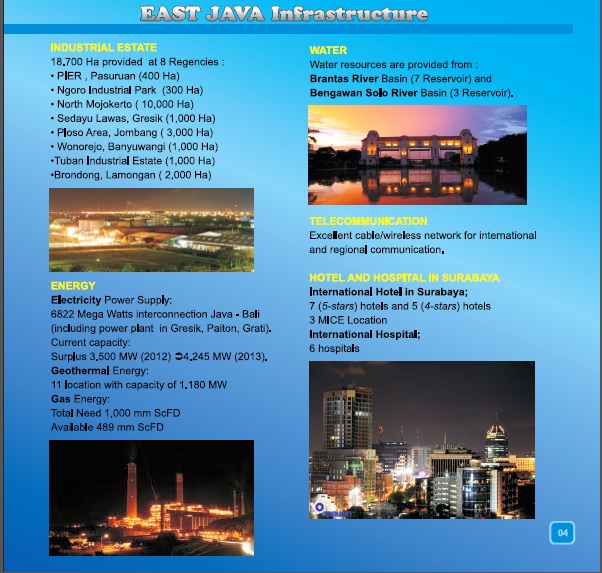 EAST JAVA Infrastructure
INDUSTRIAL ESTATE
18.700 Ha provided at 8 Regencies :
• PIER , Pasuruan (400 Ha)
• Ngoro Industrial Park (300 Ha)
• North Mojokerto ( 10,000 Ha)
• Sedayu Lawas, Gresik (1,000 Ha)
• Ploso Area, Jombang ( 3,000 Ha)
• Wonorejo, Banyuwangi (1,000 Ha)
•Tuban Industrial Estate (1,000 Ha)
•Brondong, Lamongan ( 2,000 Ha)
ENERGY
Electricity Power Supply:
6822 Mega Watts interconnection Java - Bali
(including power plant in Gresik, Paiton, Grati).
Current capacity:
Surplus 3,500 MW (2012) ➲4.245 MW (2013).
Geothermal Energy:
11 location with capacity of 1.180 MW
Gas Energy:
Total Need 1,000 mm ScFD
Available 489 mm ScFD
WATER
Water resources are provided from :
Brantas River Basin (7 Reservoir) and
Bengawan Solo River Basin (3 Reservoir).
TELECOMMUNICATION
Excellent cable/wireless network for international
and regional communication.
HOTEL AND HOSPITAL IN SURABAYA
International Hotel in Surabaya;
7 (5-stars) hotels and 5 (4-stars) hotels
3 MICE Location
International Hospital;
6 hospitals
04